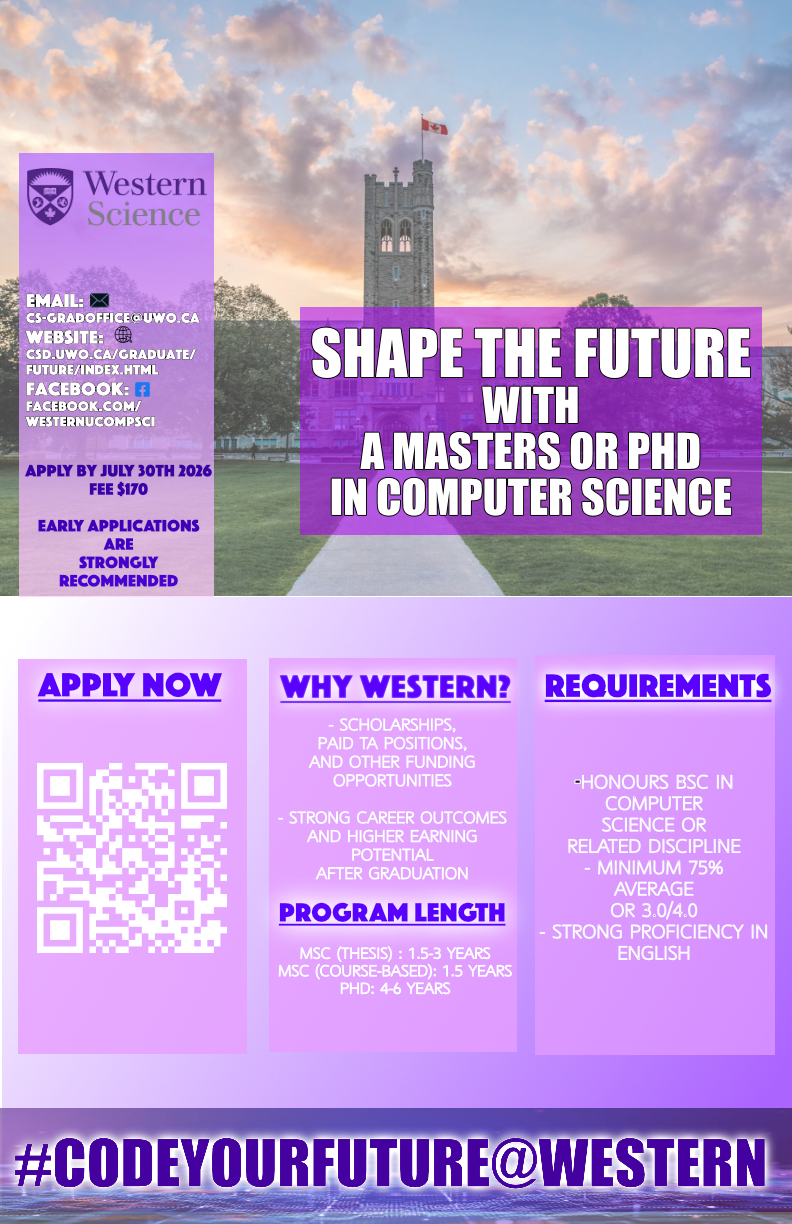 Western
Science
EMAIL:
CS-GRADOFFICE@UWO.CA
WEBSITE:
CSD.UWO.CA/GRADUATE/
FUTURE/INDEX.HTML
FACEBOOK:
FACEBOOK.COM/
WESTERNUCOMPSCI
APPLY BY JULY 30TH 2026
FEE $170
EARLY APPLICATIONS
ARE
STRONGLY
RECOMMENDED
SHAPE THE FUTURE
WITH
A MASTERS OR PHD
IN COMPUTER SCIENCE
APPLY NOW
WHY WESTERN?
- SCHOLARSHIPS,
PAID TA POSITIONS,
AND OTHER FUNDING
OPPORTUNITIES
- STRONG CAREER OUTCOMES
AND HIGHER EARNING
POTENTIAL
AFTER GRADUATION
PROGRAM LENGTH
MSC (THESIS) : 1.5-3 YEARS
MSC (COURSE-BASED): 1.5 YEARS
PHD: 4-6 YEARS
REQUIREMENTS
-HONOURS BSC IN
COMPUTER
SCIENCE OR
RELATED DISCIPLINE
- MINIMUM 75%
AVERAGE
OR 3.0/4.0
- STRONG PROFICIENCY IN
ENGLISH
#CODEYOURFUTURE@WESTERN